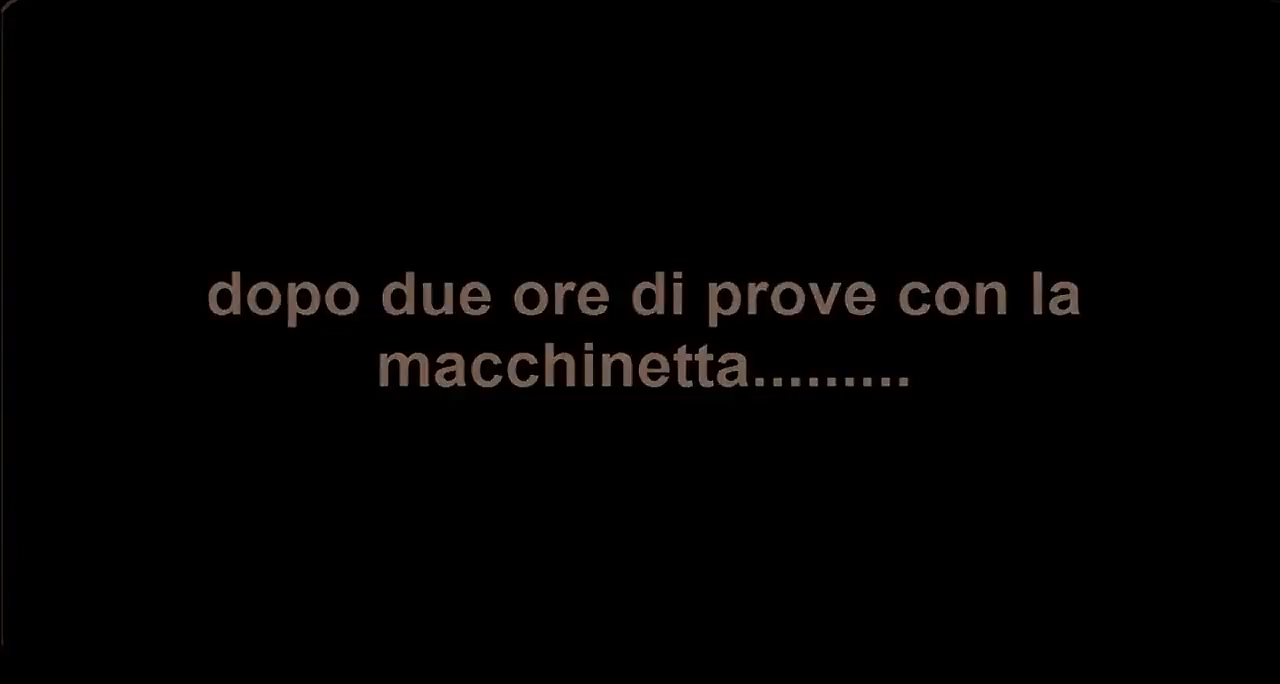 dopo due ore di prove con la
macchinetta.........